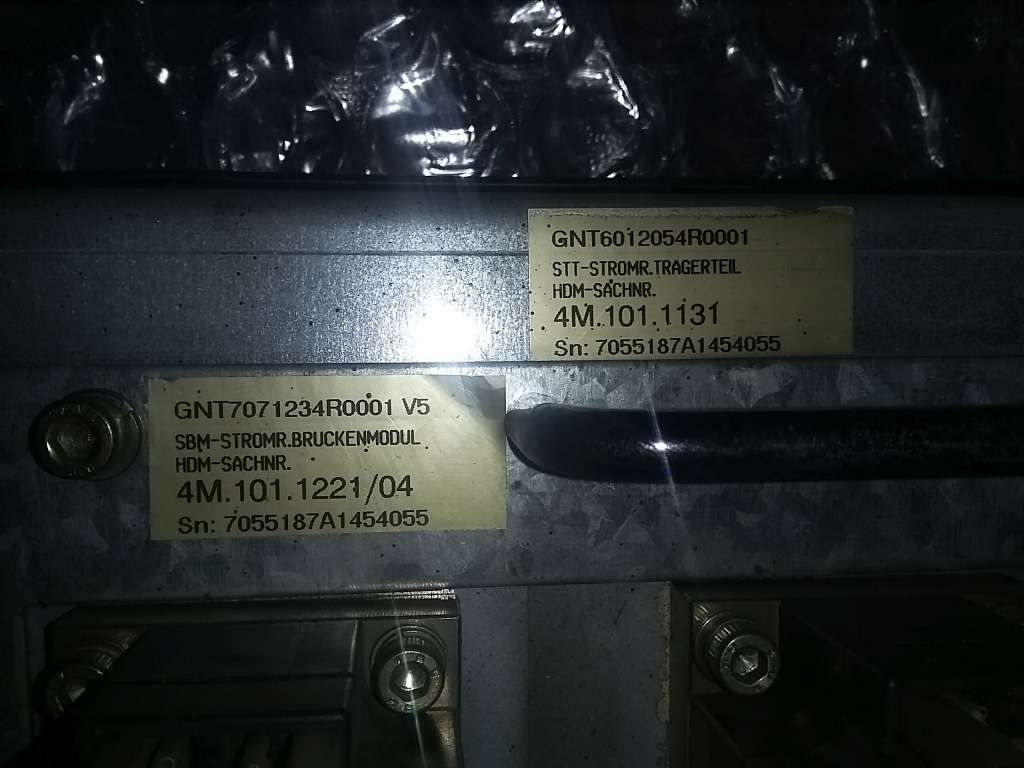 GNT6012054R0001
STT-STROMR.TRAGERTEIL
HDM-SACHNR.
4M.101.1131
Sn: 7055187A1454055
GNT7071234R0001 V5
SBM-STROMR.BRUCKENMODUL
HDM-SACHNR.
4M.101.1221/04
Sn: 7055187A1454055